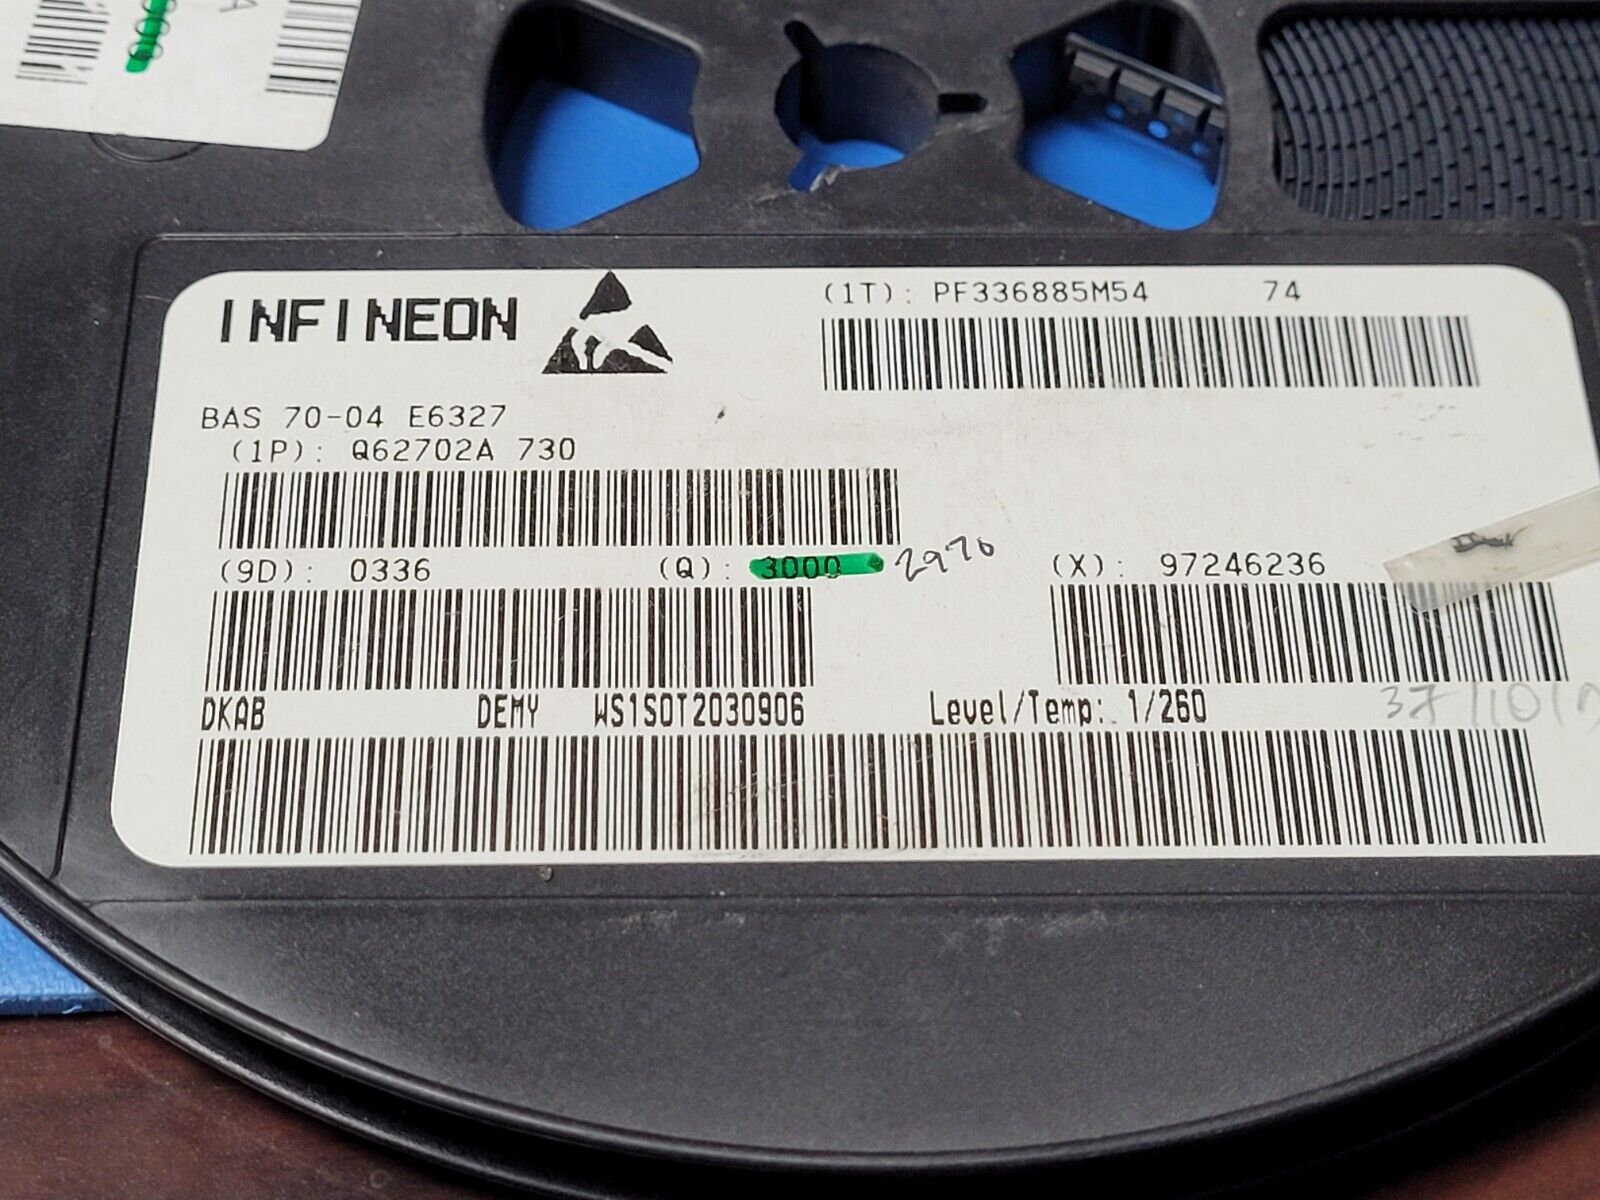 INFINEON
(1T): PF336885M54 74
BAS 70-04 E6327
(1P): Q62702A 730
(9D): 0336 (Q): 3000 2970 (X): 97246236
DKAB DEMY WS1SOT2030906 Level/Temp: 1/260